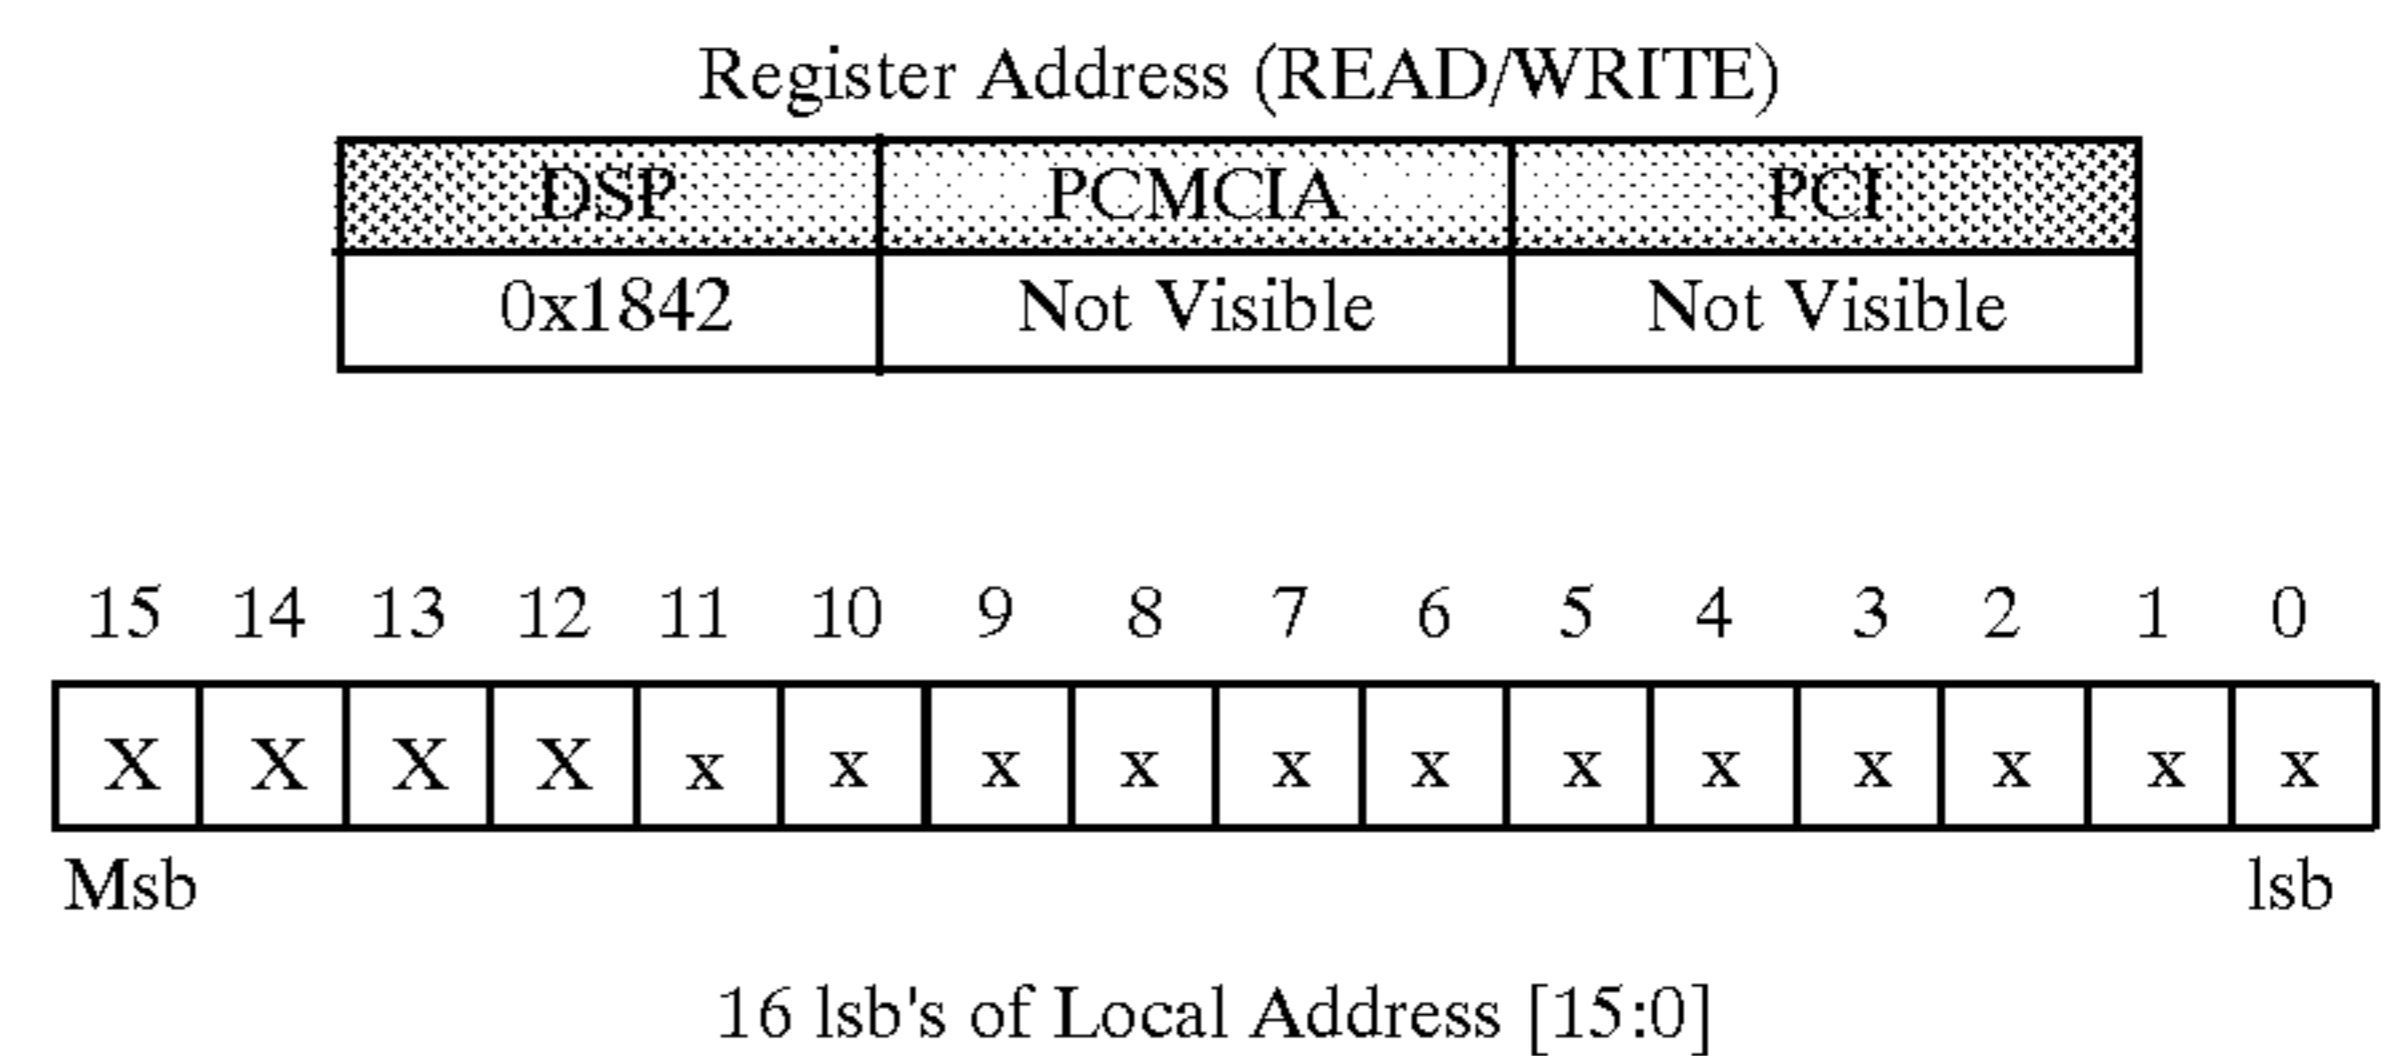 Register Address (READ/WRITE)
DSP PCMCIA PCI
0x1842 Not Visible Not Visible
15 14 13 12 11 10 9 8 7 6 5 4 3 2 1 0
X X X X x x x x x x x x x x x x
Msb lsb
16 lsb's of Local Address [15:0]